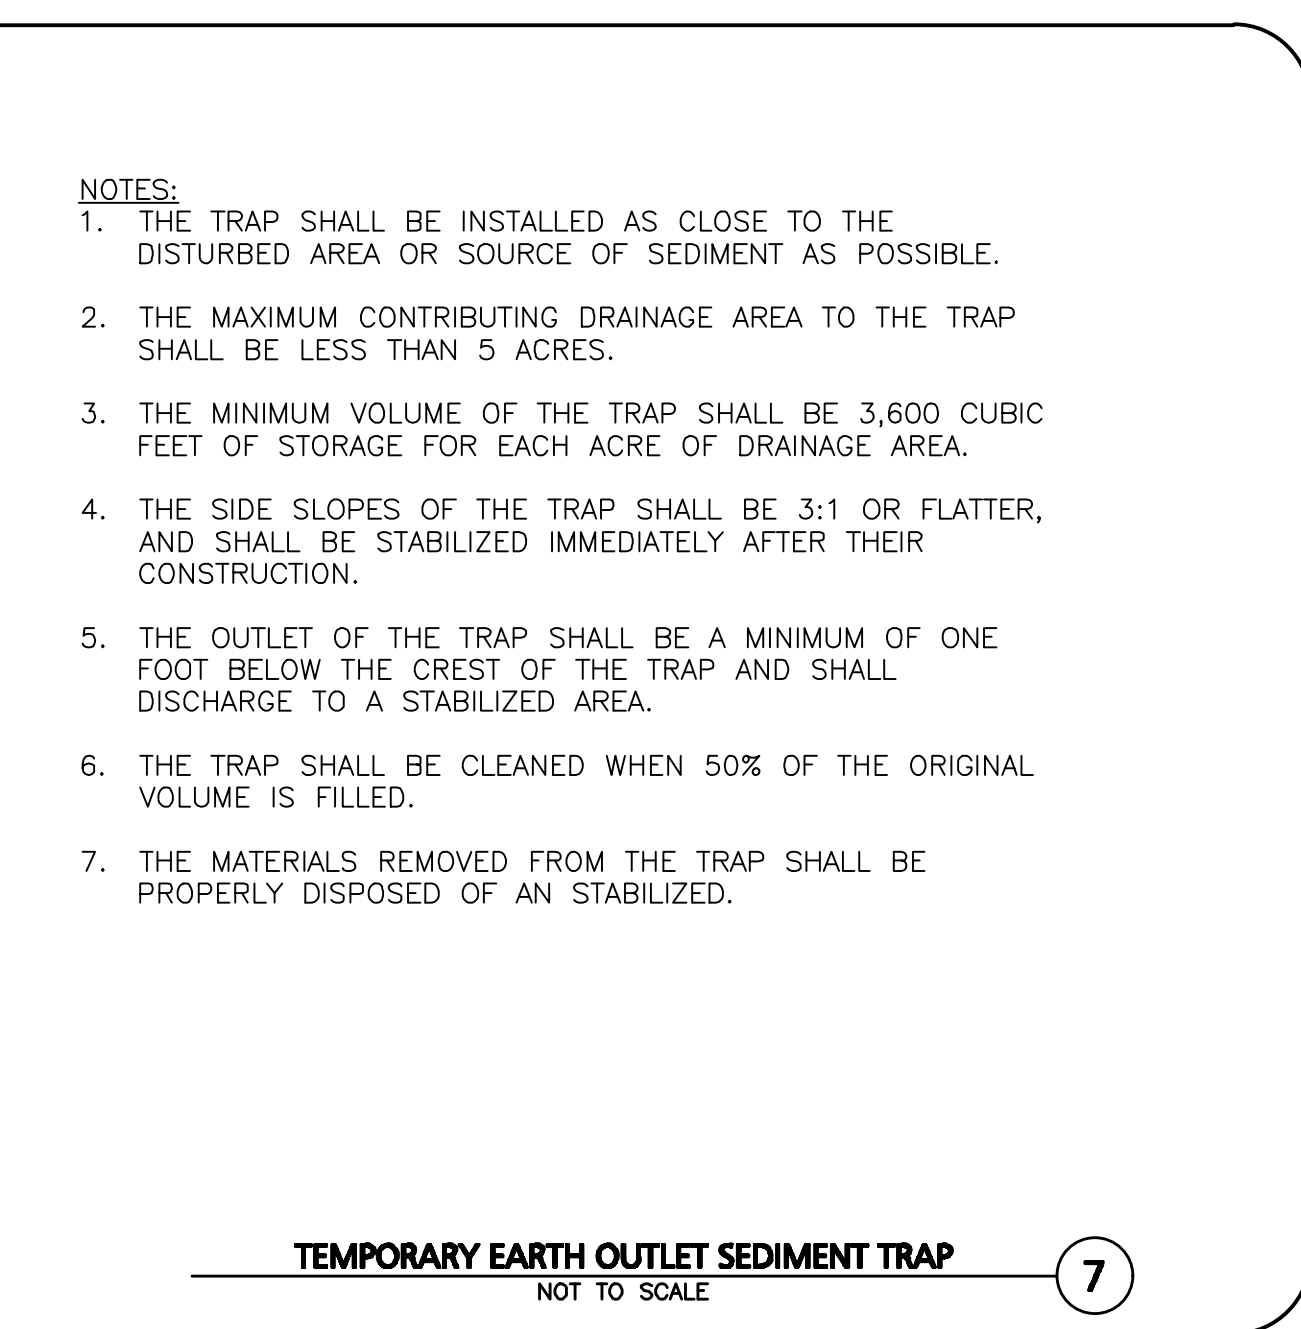 NOTES:
1. THE TRAP SHALL BE INSTALLED AS CLOSE TO THE
DISTURBED AREA OR SOURCE OF SEDIMENT AS POSSIBLE.
2. THE MAXIMUM CONTRIBUTING DRAINAGE AREA TO THE TRAP
SHALL BE LESS THAN 5 ACRES.
3. THE MINIMUM VOLUME OF THE TRAP SHALL BE 3,600 CUBIC
FEET OF STORAGE FOR EACH ACRE OF DRAINAGE AREA.
4. THE SIDE SLOPES OF THE TRAP SHALL BE 3:1 OR FLATTER,
AND SHALL BE STABILIZED IMMEDIATELY AFTER THEIR
CONSTRUCTION.
5. THE OUTLET OF THE TRAP SHALL BE A MINIMUM OF ONE
FOOT BELOW THE CREST OF THE TRAP AND SHALL
DISCHARGE TO A STABILIZED AREA.
6. THE TRAP SHALL BE CLEANED WHEN 50% OF THE ORIGINAL
VOLUME IS FILLED.
7. THE MATERIALS REMOVED FROM THE TRAP SHALL BE
PROPERLY DISPOSED OF AN STABILIZED.
TEMPORARY EARTH OUTLET SEDIMENT TRAP
NOT TO SCALE
7